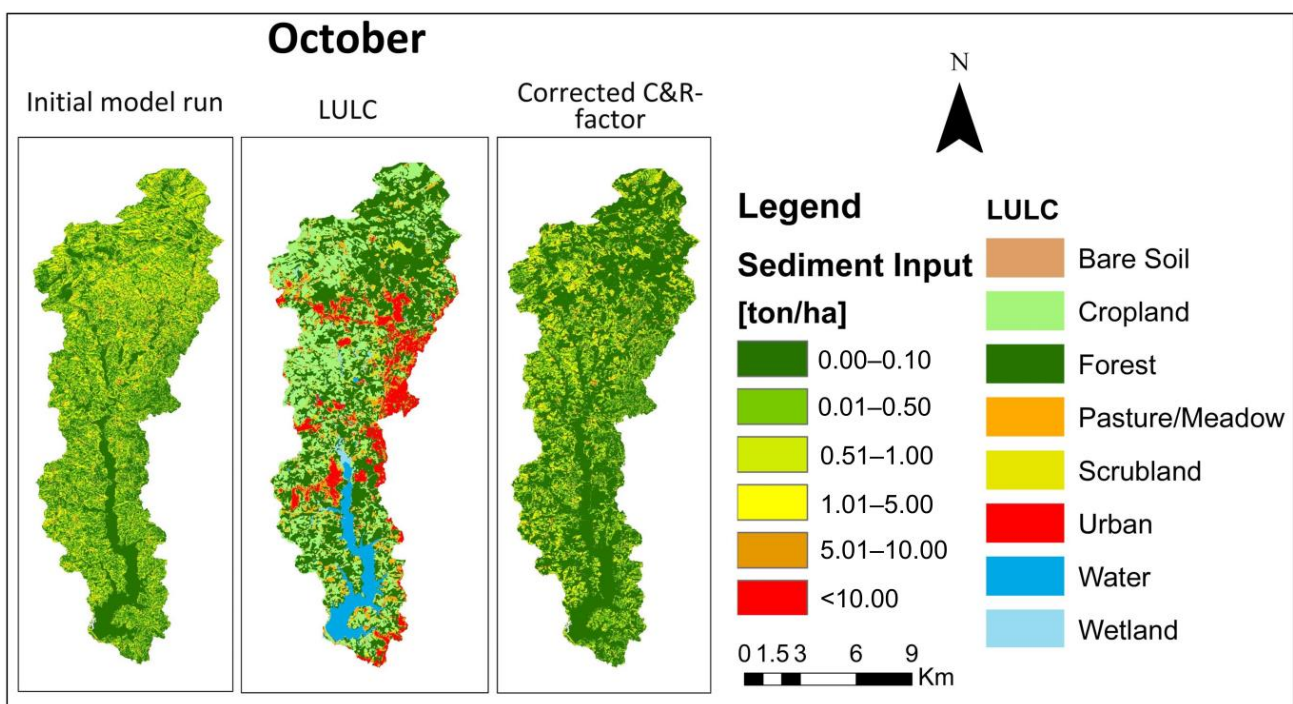 October
Initial model run
LULC
Corrected C&R-
factor
N
Legend
Sediment Input
[ton/ha]
0.00–0.10
0.01–0.50
0.51–1.00
1.01–5.00
5.01–10.00
<10.00
0 1.5 3 6 9
Km
LULC
Bare Soil
Cropland
Forest
Pasture/Meadow
Scrubland
Urban
Water
Wetland